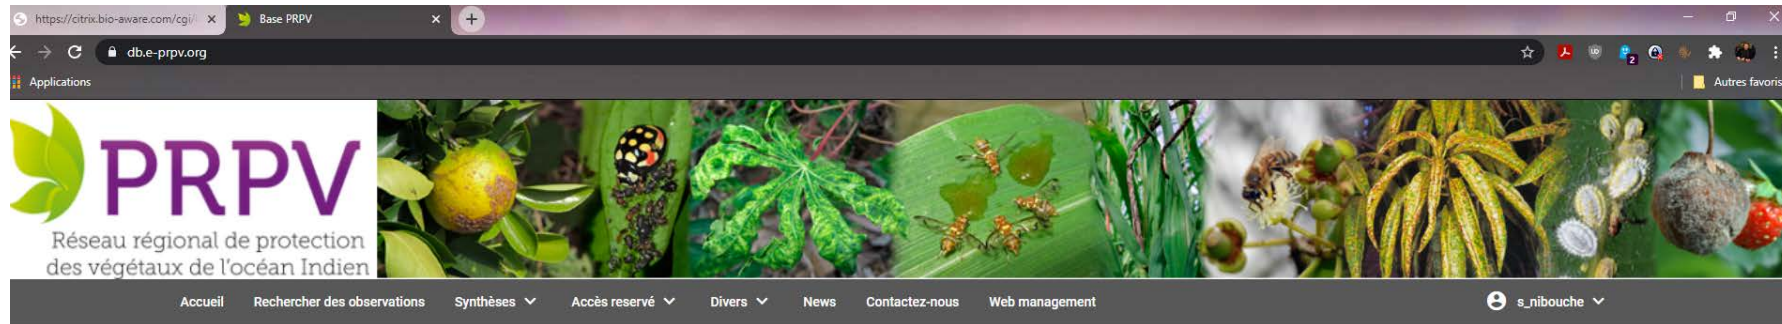 https://citrix.bio-aware.com/cgi/ Base PRPV
db.e-prpv.org
2
Applications Autres favoris
PRPV
Réseau régional de protection
des végétaux de l'océan Indien
Accueil Rechercher des observations Synthèses Accès reservé Divers News Contactez-nous Web management s_nibouche